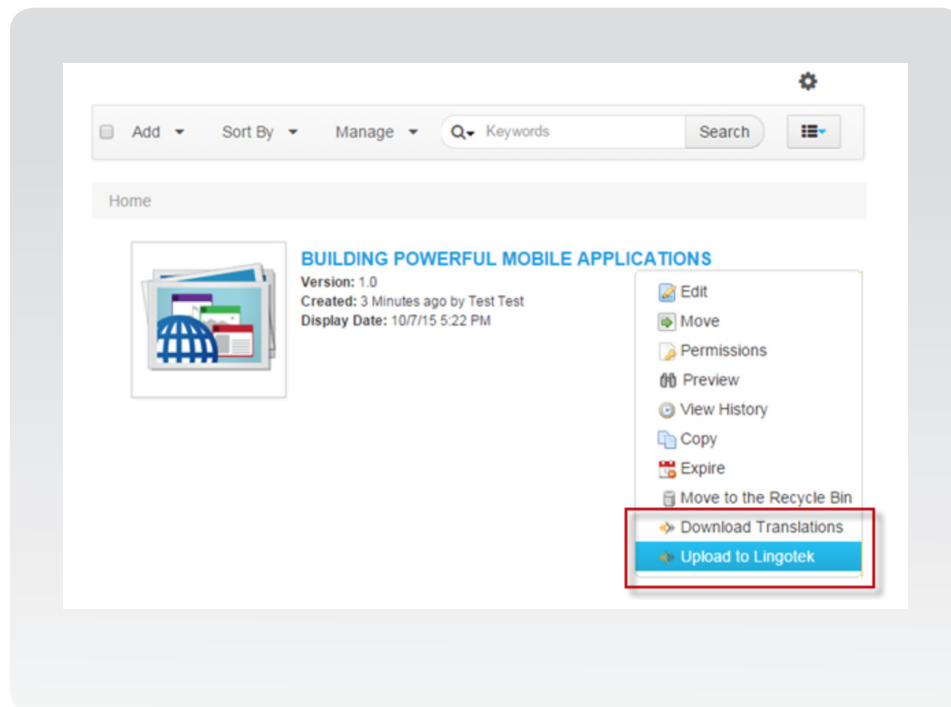 Add Sort By Manage Keywords Search
Home
BUILDING POWERFUL MOBILE APPLICATIONS
Version: 1.0
Created: 3 Minutes ago by Test Test
Display Date: 10/7/15 5:22 PM
Edit
Move
Permissions
Preview
View History
Copy
Expire
Move to the Recycle Bin
Download Translations
Upload to Lingotek